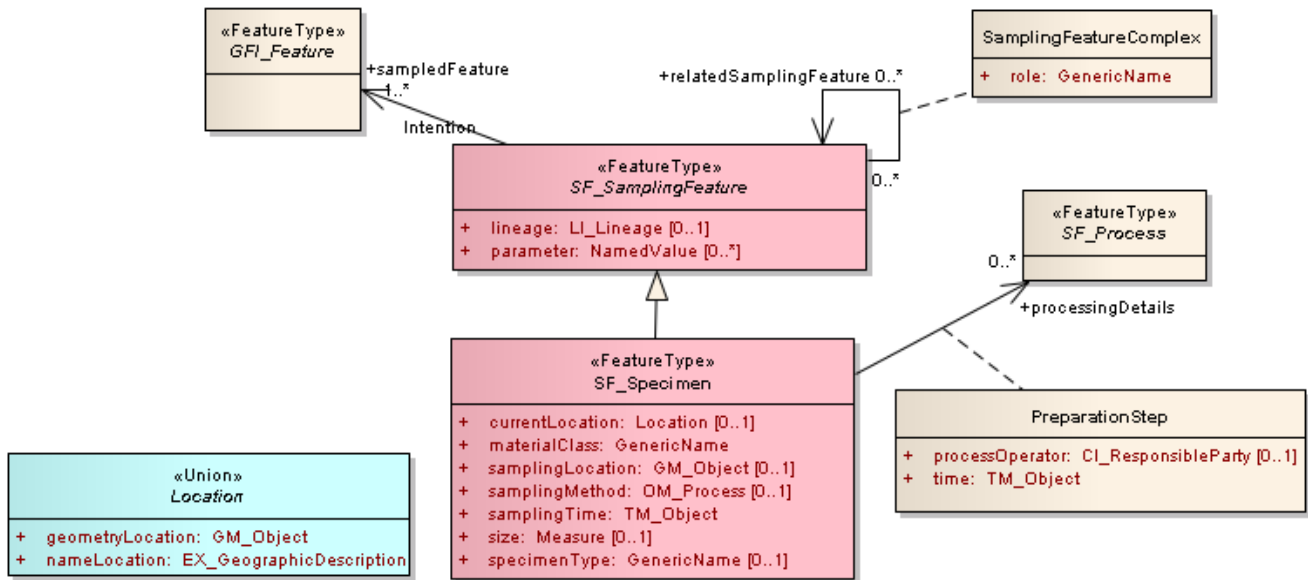 «FeatureType»
GFI_Feature
+sampledFeature
1..*
Intention
+relatedSamplingFeature 0..*
0..*
SamplingFeatureComplex
+ role: GenericName
«FeatureType»
SF_SamplingFeature
+ lineage: LI_Lineage [0..1]
+ parameter: NamedValue [0..*]
«FeatureType»
SF_Process
0..*
+processingDetails
«FeatureType»
SF_Specimen
+ currentLocation: Location [0..1]
+ materialClass: GenericName
+ samplingLocation: GM_Object [0..1]
+ samplingMethod: OM_Process [0..1]
+ samplingTime: TM_Object
+ size: Measure [0..1]
+ specimenType: GenericName [0..1]
PreparationStep
+ processOperator: CI_ResponsibleParty [0..1]
+ time: TM_Object
«Union»
Location
+ geometryLocation: GM_Object
+ nameLocation: EX_GeographicDescription